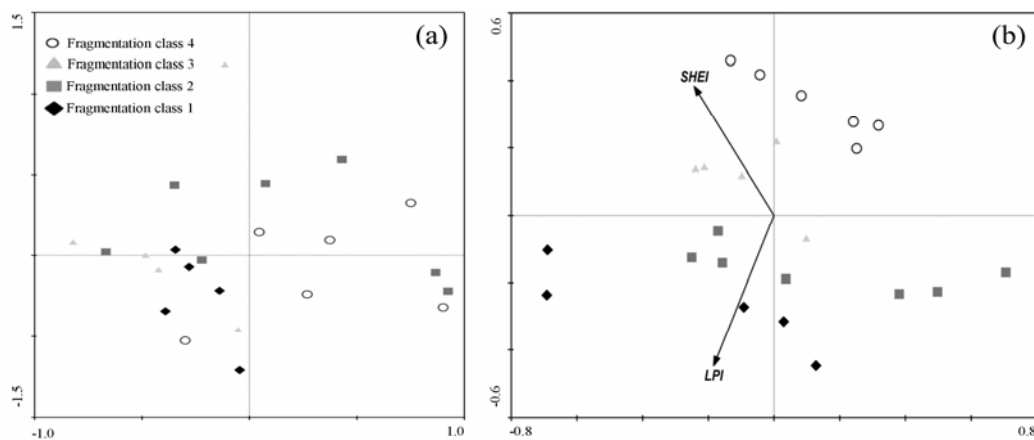 1.5
(a)
Fragmentation class 4
Fragmentation class 3
Fragmentation class 2
Fragmentation class 1
-1.5
-1.0
1.0
0.6
(b)
SHEI
LPI
-0.6
-0.8
0.8